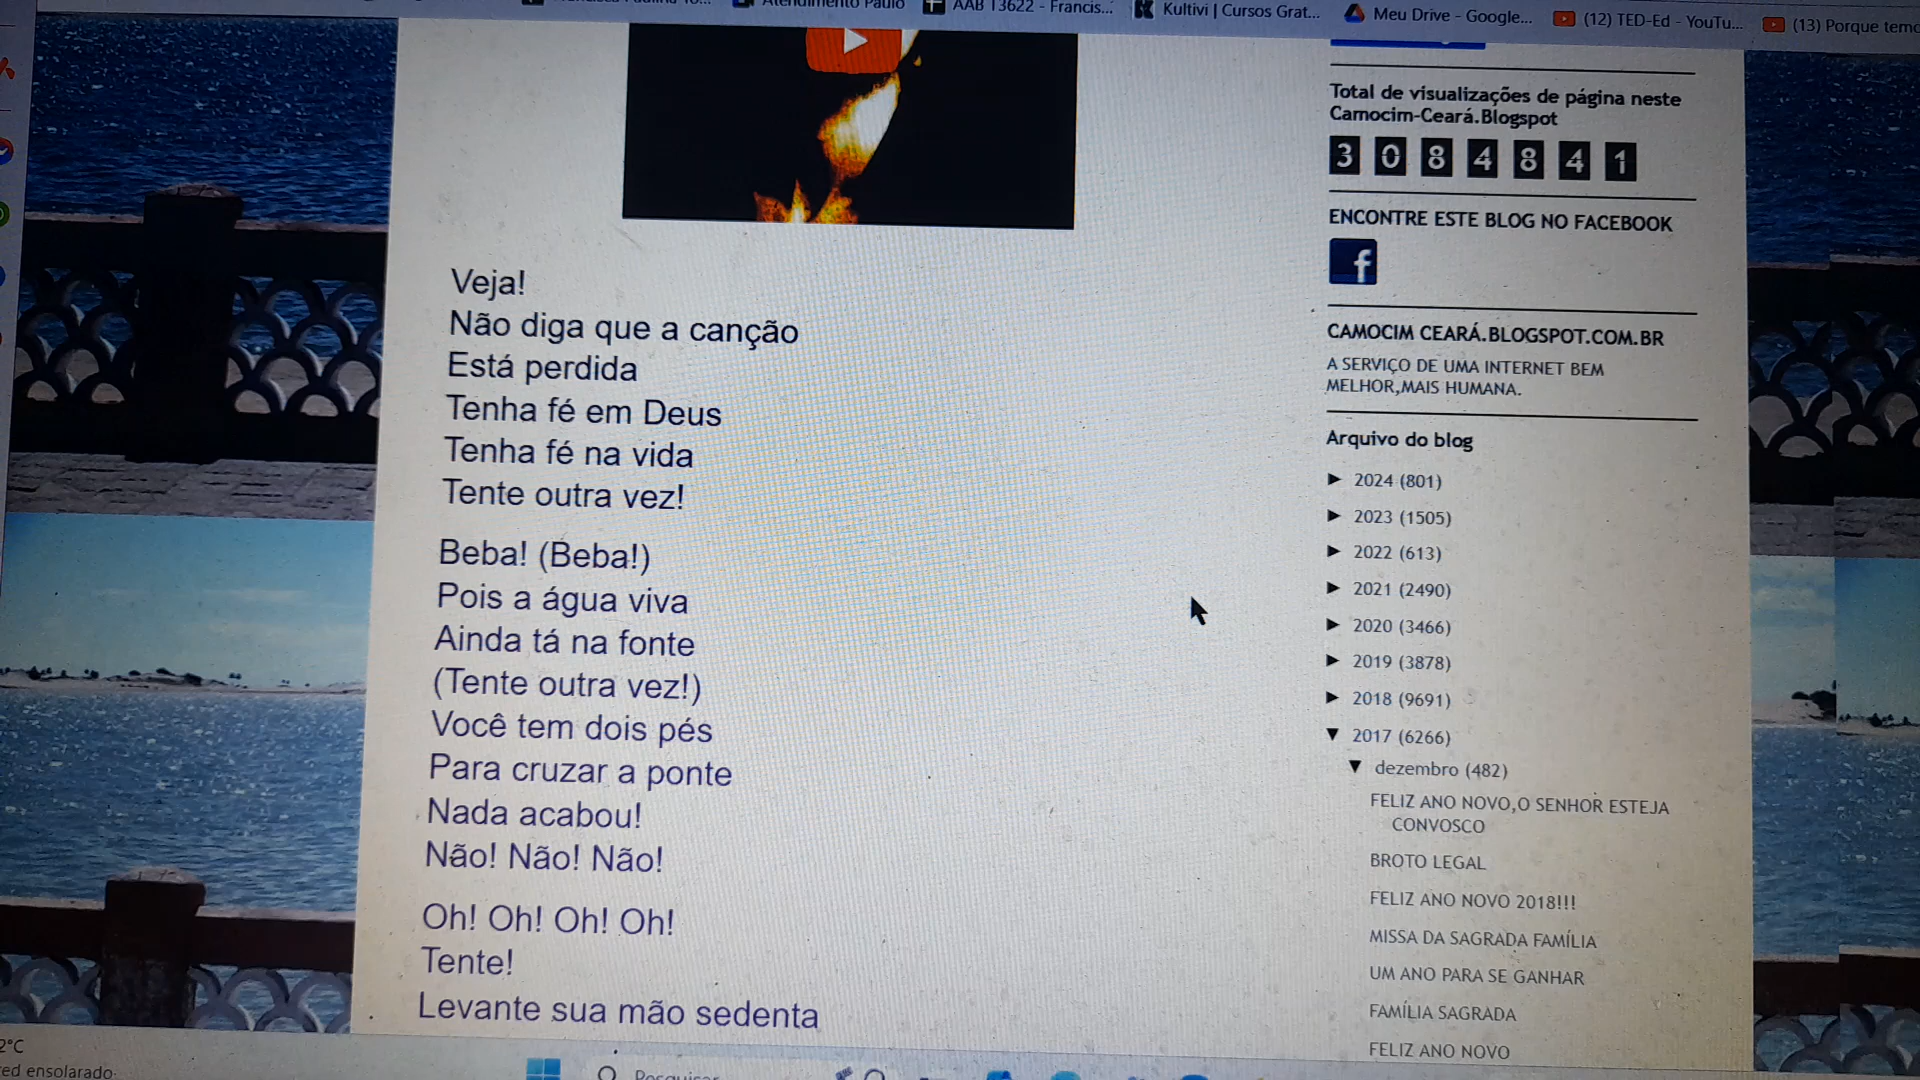 Atendimento Paulo
AAB 13622 - Francis...
Kultivi | Cursos Grat...
Meu Drive - Google...
(12) TED-Ed - YouTu...
(13) Porque temo
Veja!
Não diga que a canção
Está perdida
Tenha fé em Deus
Tenha fé na vida
Tente outra vez!
Beba! (Beba!)
Pois a água viva
Ainda tá na fonte
(Tente outra vez!)
Você tem dois pés
Para cruzar a ponte
Nada acabou!
Não! Não! Não!
Oh! Oh! Oh! Oh!
Tente!
Levante sua mão sedenta
Total de visualizações de página neste
Camocim-Ceará.Blogspot
3084841
ENCONTRE ESTE BLOG NO FACEBOOK
f
CAMOCIM CEARÁ.BLOGSPOT.COM.BR
A SERVIÇO DE UMA INTERNET BEM
MELHOR,MAIS HUMANA.
Arquivo do blog
► 2024 (801)
► 2023 (1505)
► 2022 (613)
► 2021 (2490)
► 2020 (3466)
► 2019 (3878)
► 2018 (9691)
▼ 2017 (6266)
▼ dezembro (482)
FELIZ ANO NOVO,O SENHOR ESTEJA
CONVOSCO
BROTO LEGAL
FELIZ ANO NOVO 2018!!!
MISSA DA SAGRADA FAMÍLIA
UM ANO PARA SE GANHAR
FAMÍLIA SAGRADA
FELIZ ANO NOVO
2°C
ed ensolarado
Pesquisar